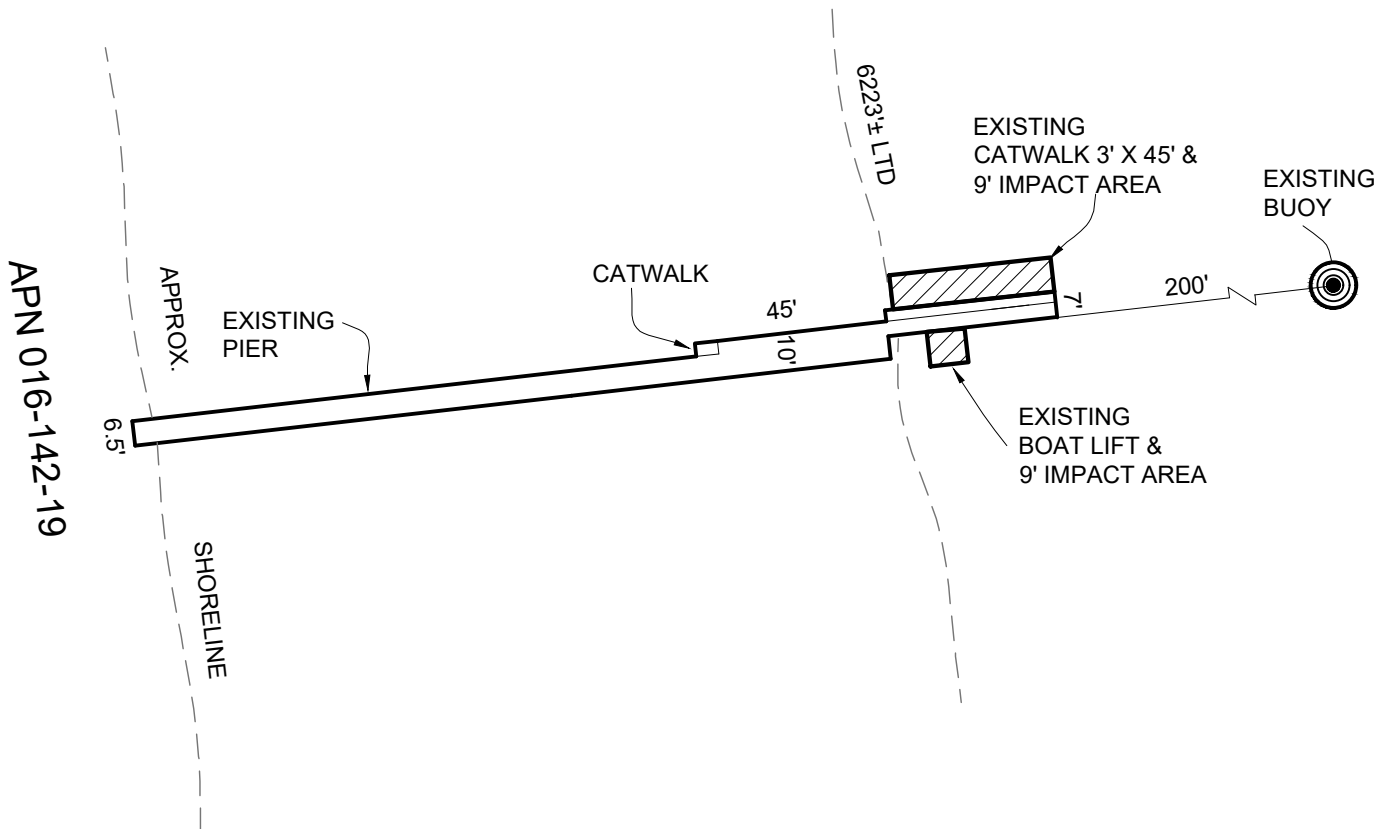 APN 016-142-19
APPROX.
SHORELINE
6.5'
EXISTING
PIER
CATWALK
45'
10'
6223'± LTD
EXISTING
CATWALK 3' X 45' &
9' IMPACT AREA
7'
200'
EXISTING
BUOY
EXISTING
BOAT LIFT &
9' IMPACT AREA